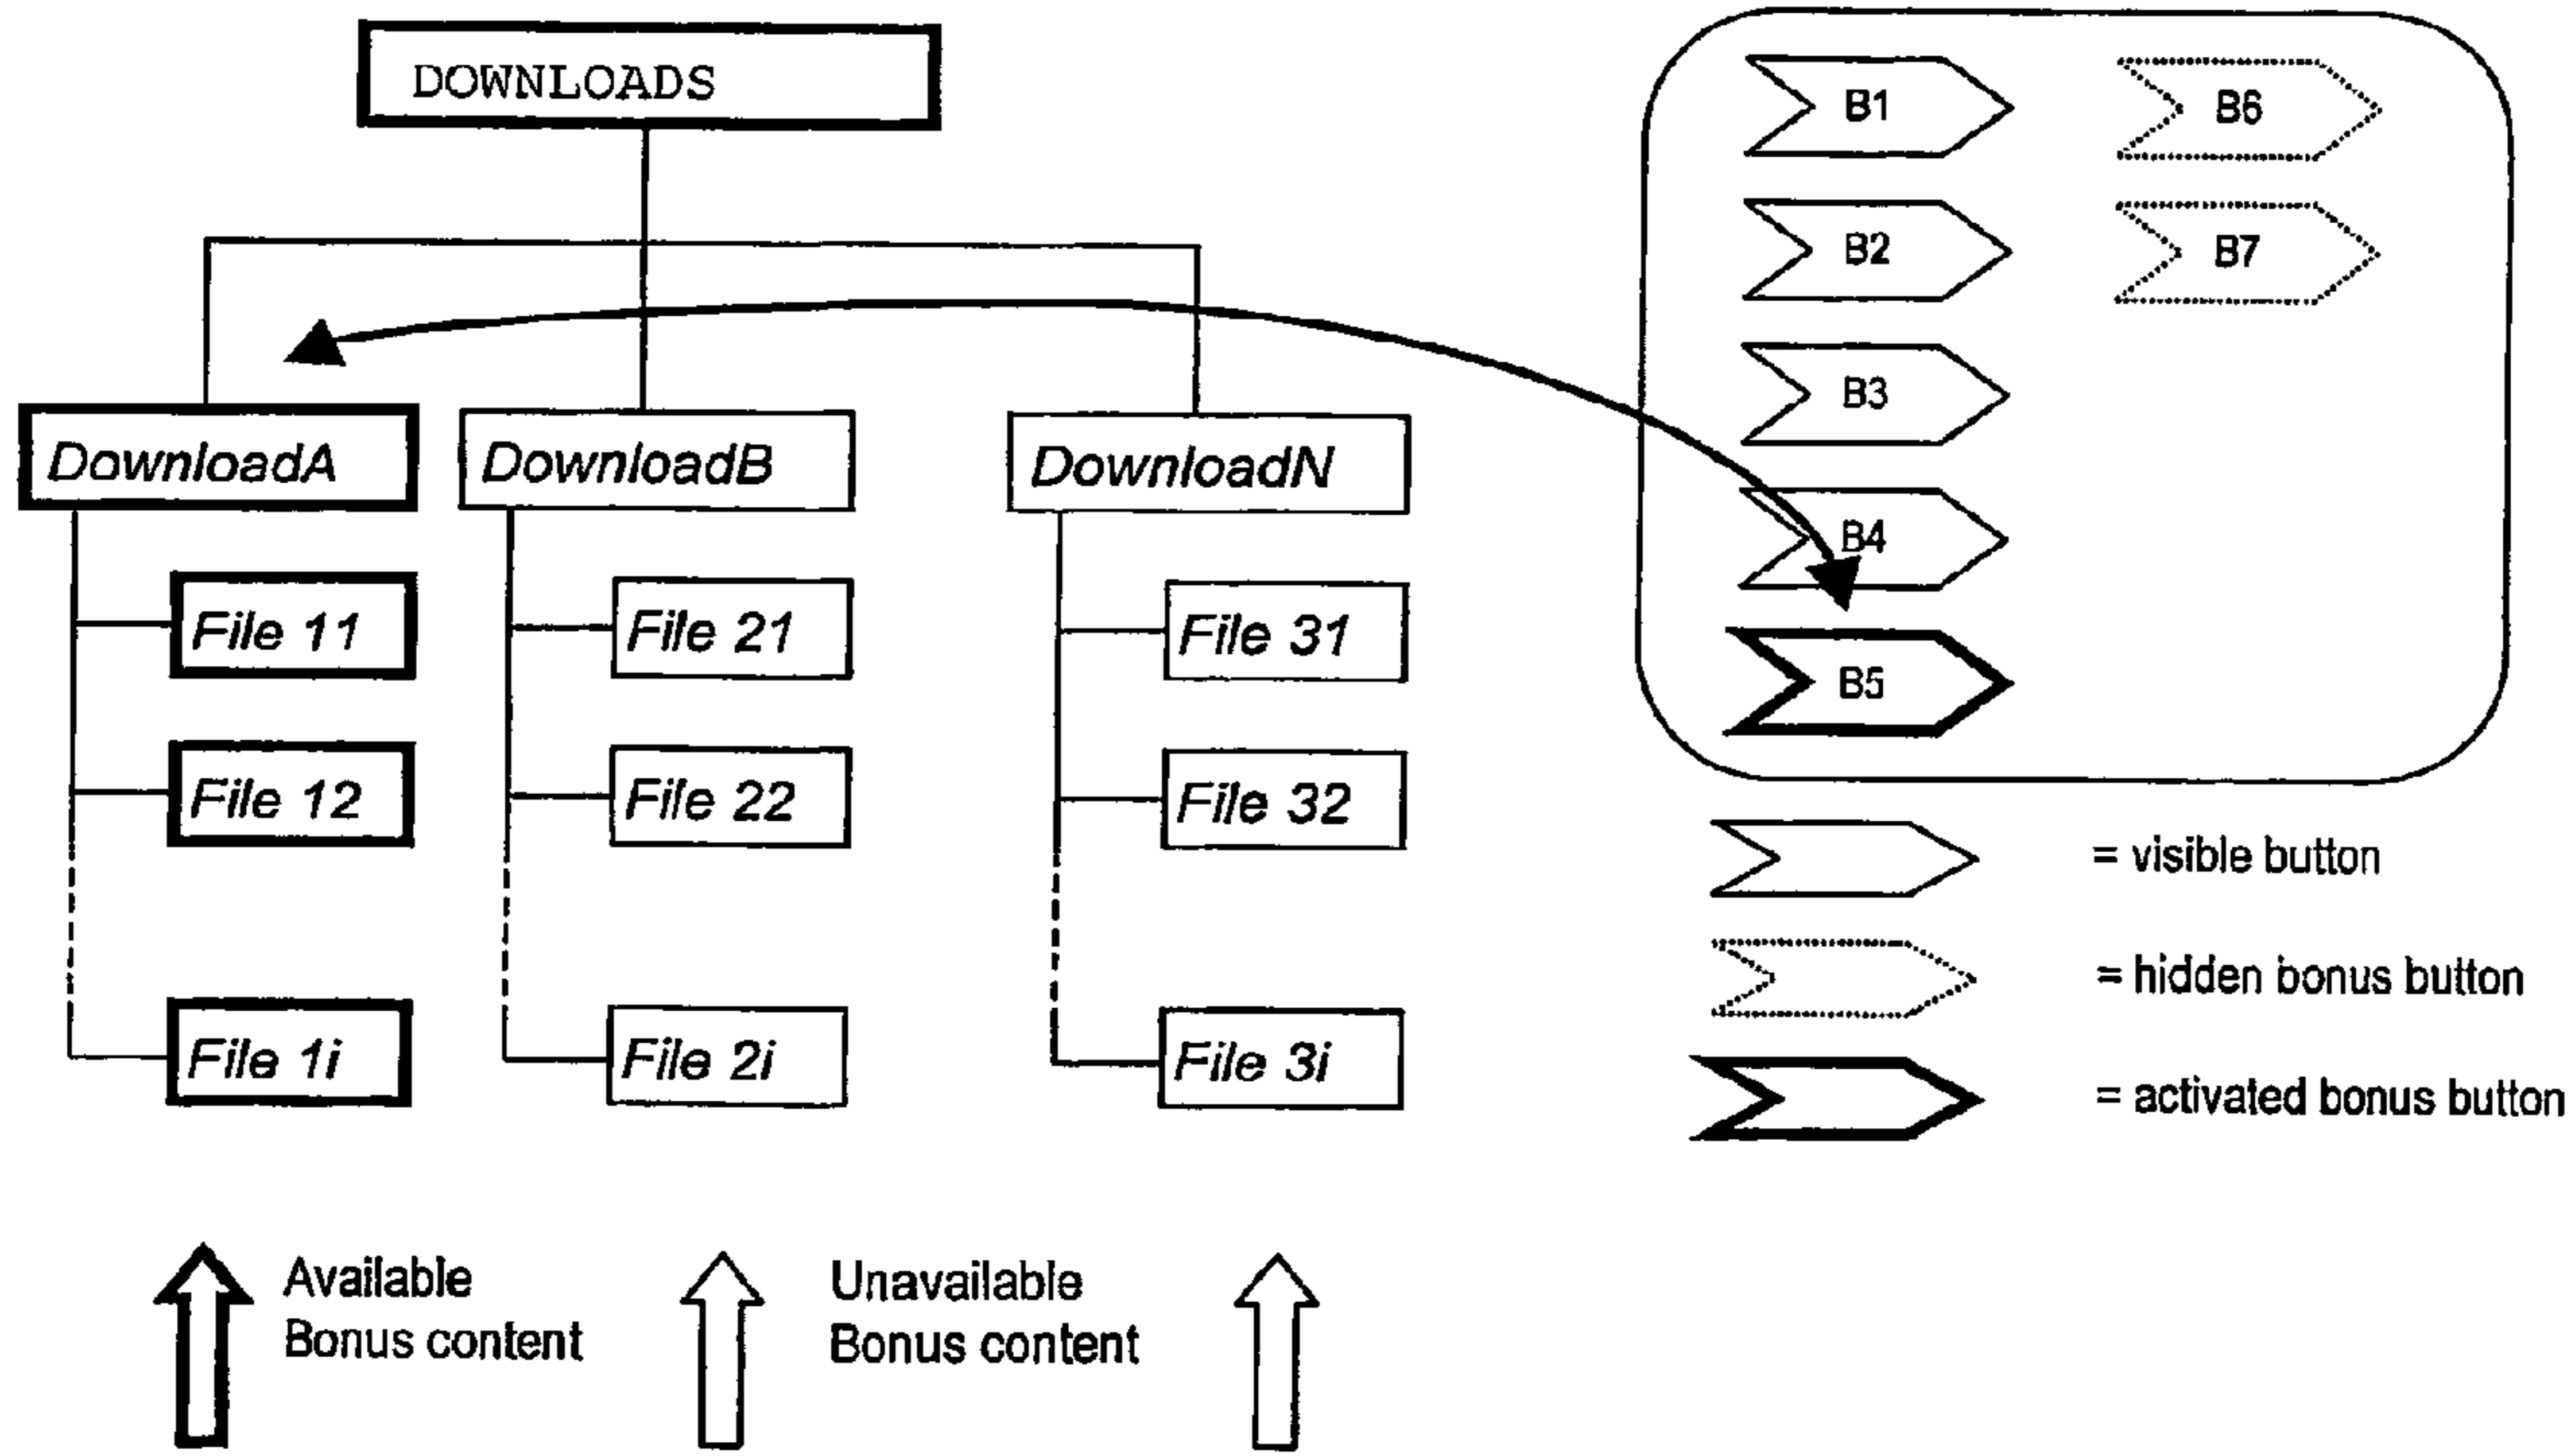 DOWNLOADS
DownloadA
DownloadB
DownloadN
File 11
File 21
File 31
File 12
File 22
File 32
File 1i
File 2i
File 3i
Available
Bonus content
Unavailable
Bonus content
B1
B6
B2
B7
B3
B4
B5
= visible button
= hidden bonus button
= activated bonus button